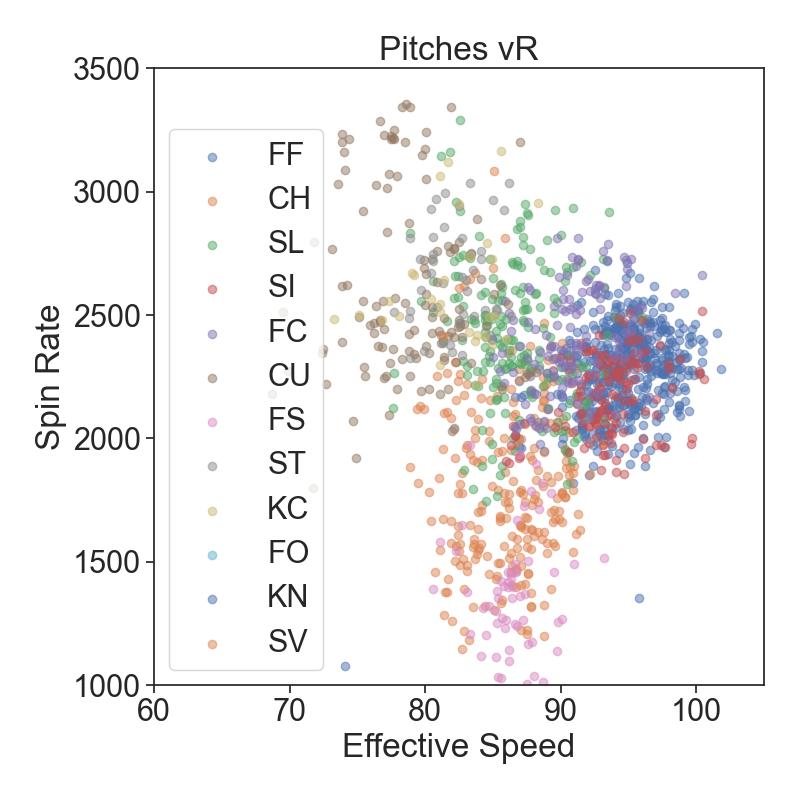 Pitches vR
3500
3000
2500
2000
1500
1000
Spin Rate
FF
CH
SL
SI
FC
CU
FS
ST
KC
FO
KN
SV
60 70 80 90 100
Effective Speed